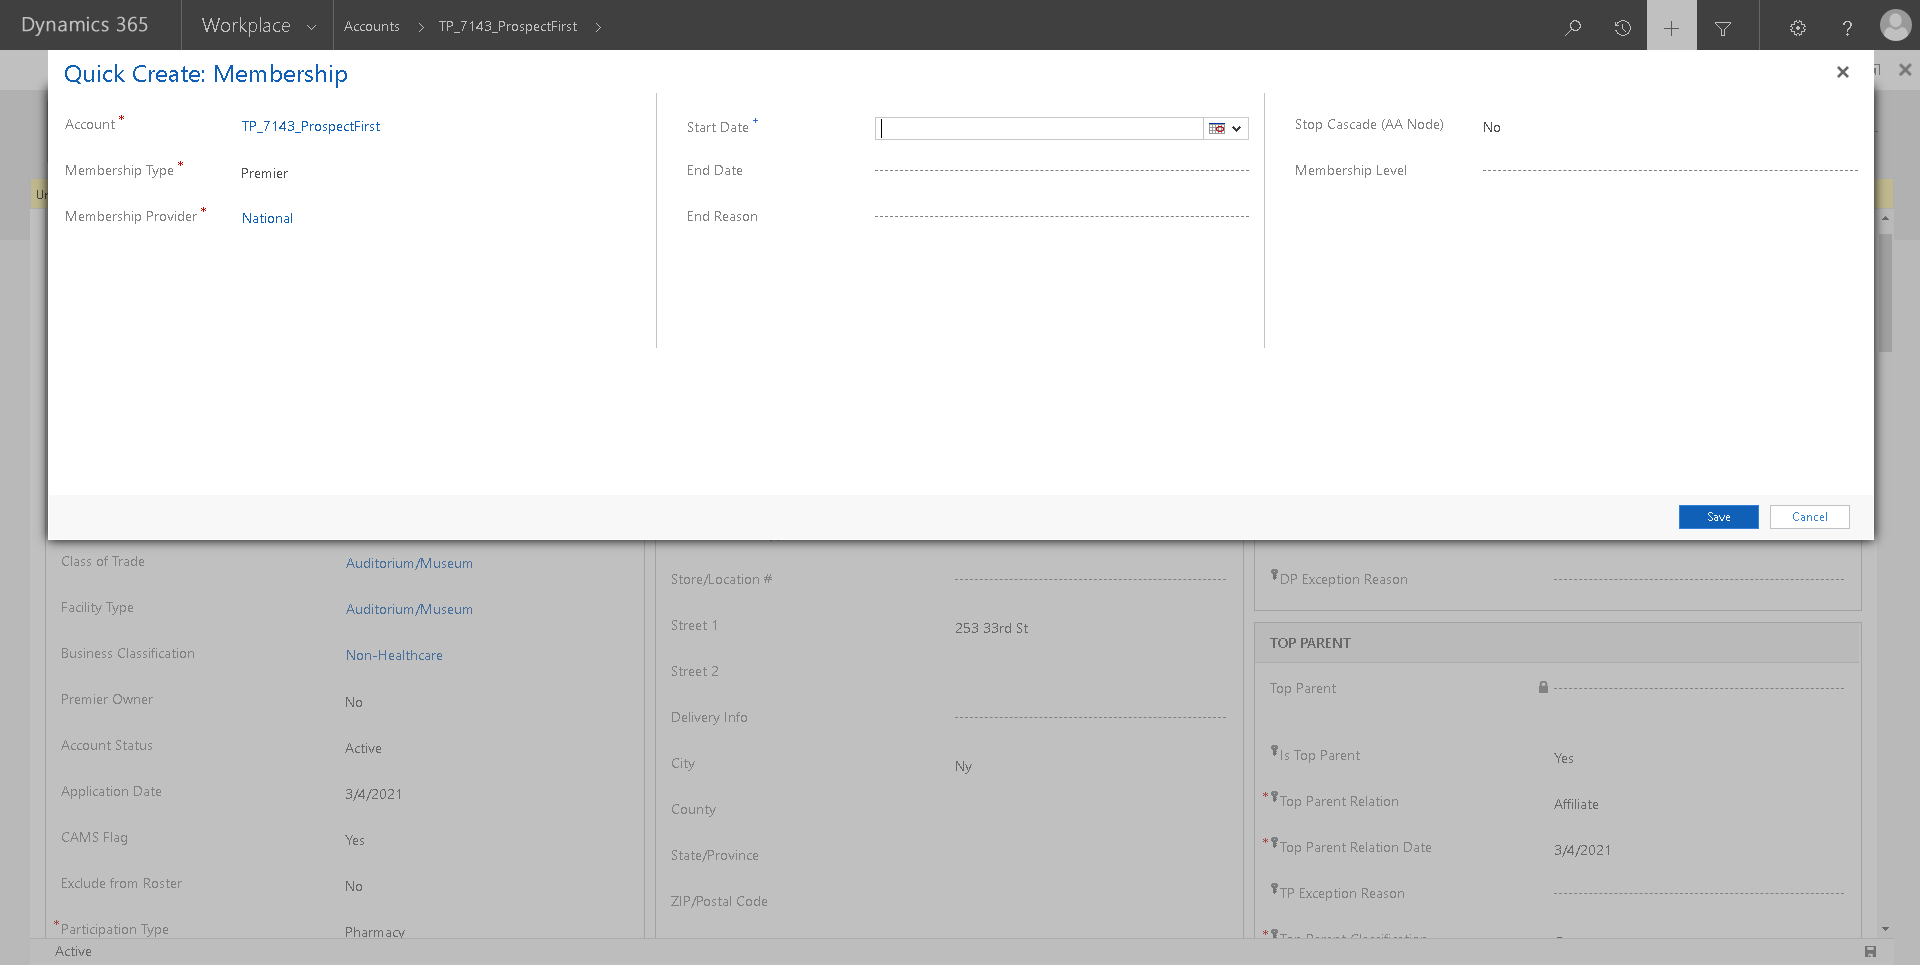 Dynamics 365
Workplace
Accounts
TP_7143_ProspectFirst
?
Quick Create: Membership
Account *
TP_7143_ProspectFirst
Membership Type *
Premier
Membership Provider *
National
Start Date +
End Date
End Reason
Stop Cascade (AA Node)
No
Membership Level
Save
Cancel
Class of Trade
Auditorium/Museum
Facility Type
Auditorium/Museum
Business Classification
Non-Healthcare
Premier Owner
No
Account Status
Active
Application Date
3/4/2021
CAMS Flag
Yes
Exclude from Roster
No
* Participation Type
Pharmacy
Store/Location #
Street 1
253 33rd St
Street 2
Delivery Info
City
Ny
County
State/Province
ZIP/Postal Code
DP Exception Reason
TOP PARENT
Top Parent
Is Top Parent
Yes
* Top Parent Relation
Affiliate
* Top Parent Relation Date
3/4/2021
TP Exception Reason
* Top Parent Classification
Active